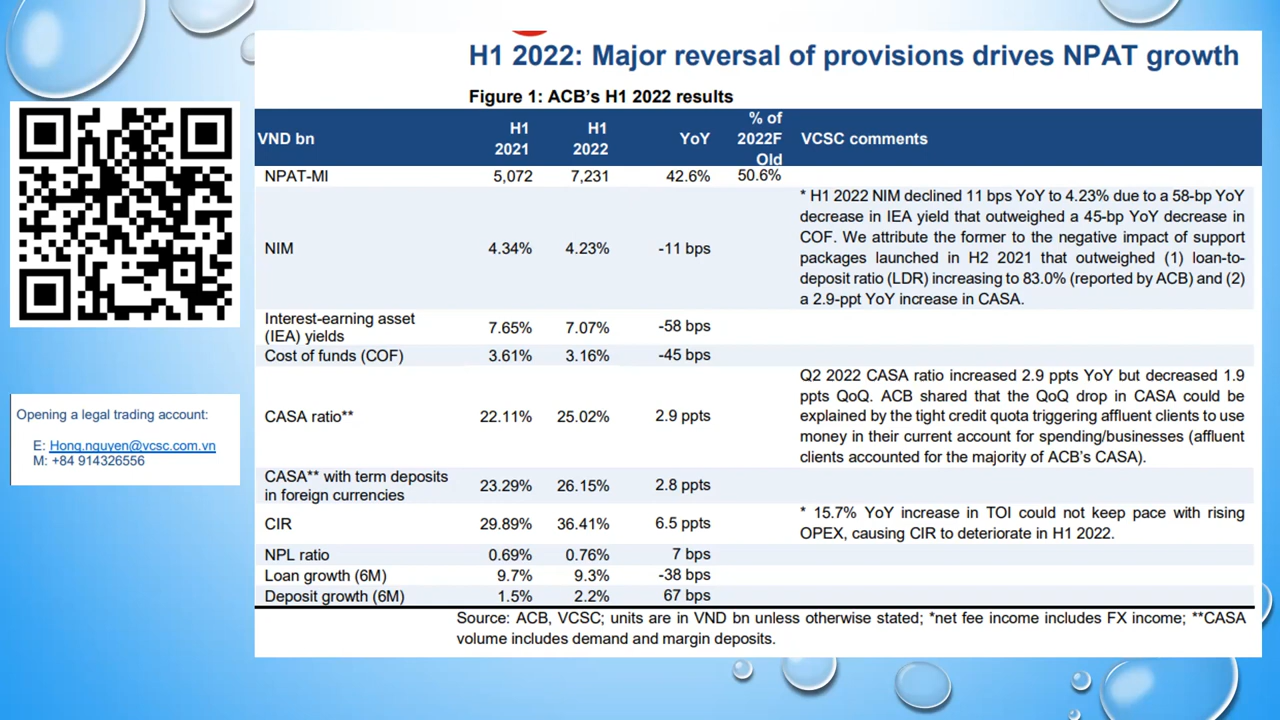 H1 2022: Major reversal of provisions drives NPAT growth
Figure 1: ACB's H1 2022 results
VND bn H1 2021 H1 2022 YoY % of 2022F Old VCSC comments
NPAT-MI 5,072 7,231 42.6% 50.6%
NIM 4.34% 4.23% -11 bps
* H1 2022 NIM declined 11 bps YoY to 4.23% due to a 58-bp YoY
decrease in IEA yield that outweighed a 45-bp YoY decrease in
COF. We attribute the former to the negative impact of support
packages launched in H2 2021 that outweighed (1) loan-to-
deposit ratio (LDR) increasing to 83.0% (reported by ACB) and (2)
a 2.9-ppt YoY increase in CASA.
Interest-earning asset
(IEA) yields 7.65% 7.07% -58 bps
Cost of funds (COF) 3.61% 3.16% -45 bps
CASA ratio** 22.11% 25.02% 2.9 ppts
Q2 2022 CASA ratio increased 2.9 ppts YoY but decreased 1.9
ppts QoQ. ACB shared that the QoQ drop in CASA could be
explained by the tight credit quota triggering affluent clients to use
money in their current account for spending/businesses (affluent
clients accounted for the majority of ACB's CASA).
CASA** with term deposits
in foreign currencies 23.29% 26.15% 2.8 ppts
CIR 29.89% 36.41% 6.5 ppts
* 15.7% YoY increase in TOI could not keep pace with rising
OPEX, causing CIR to deteriorate in H1 2022.
NPL ratio 0.69% 0.76% 7 bps
Loan growth (6M) 9.7% 9.3% -38 bps
Deposit growth (6M) 1.5% 2.2% 67 bps
Source: ACB, VCSC; units are in VND bn unless otherwise stated; *net fee income includes FX income; **CASA
volume includes demand and margin deposits.
Opening a legal trading account:
E: Hong.nguyen@vcsc.com.vn
M: +84 914326556